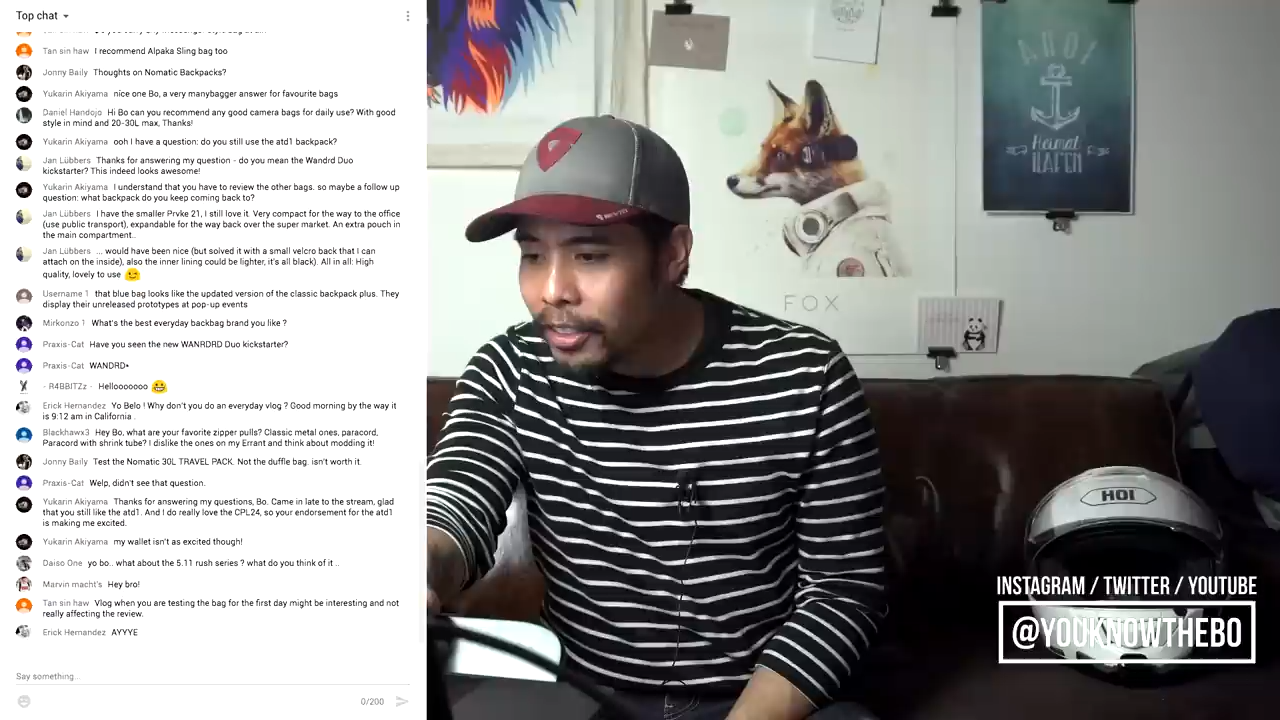 Top chat
Tan sin haw I recommend Alpaka Sling bag too
Jonny Baily Thoughts on Nomatic Backpacks?
Yukarin Akiyama nice one Bo, a very manybagger answer for favourite bags
Daniel Handojo Hi Bo can you recommend any good camera bags for daily use? With good
style in mind and 20-30L max, Thanks!
Yukarin Akiyama ooh I have a question: do you still use the atd1 backpack?
Jan Lübbers Thanks for answering my question - do you mean the Wandrd Duo
kickstarter? This indeed looks awesome!
Yukarin Akiyama I understand that you have to review the other bags. so maybe a follow up
question: what backpack do you keep coming back to?
Jan Lübbers I have the smaller Prvke 21, I still love it. Very compact for the way to the office
(use public transport), expandable for the way back over the super market. An extra pouch in
the main compartment..
Jan Lübbers ... would have been nice (but solved it with a small velcro back that I can
attach on the inside), also the inner lining could be lighter, it's all black). All in all: High
quality, lovely to use
Username 1 that blue bag looks like the updated version of the classic backpack plus. They
display their unreleased prototypes at pop-up events
Mirkonzo 1 What's the best everyday backbag brand you like ?
Praxis-Cat Have you seen the new WANRDRD Duo kickstarter?
Praxis-Cat WANDRD*
- R4BBITZz - Hellooooooo
Erick Hernandez Yo Belo ! Why don't you do an everyday vlog ? Good morning by the way it
is 9:12 am in California .
Blackhawx3 Hey Bo, what are your favorite zipper pulls? Classic metal ones, paracord,
Paracord with shrink tube? I dislike the ones on my Errant and think about modding it!
Jonny Baily Test the Nomatic 30L TRAVEL PACK. Not the duffle bag. isn't worth it.
Praxis-Cat Welp, didn't see that question.
Yukarin Akiyama Thanks for answering my questions, Bo. Came in late to the stream, glad
that you still like the atd1. And I do really love the CPL24, so your endorsement for the atd1
is making me excited.
Yukarin Akiyama my wallet isn't as excited though!
Daiso One yo bo.. what about the 5.11 rush series ? what do you think of it ..
Marvin macht's Hey bro!
Tan sin haw Vlog when you are testing the bag for the first day might be interesting and not
really affecting the review.
Erick Hernandez AYYYE
Say something...
0/200
AHOI
Heimat
HAFEN
FOX
HOI
INSTAGRAM / TWITTER / YOUTUBE
@YOUKNOWTHEBO